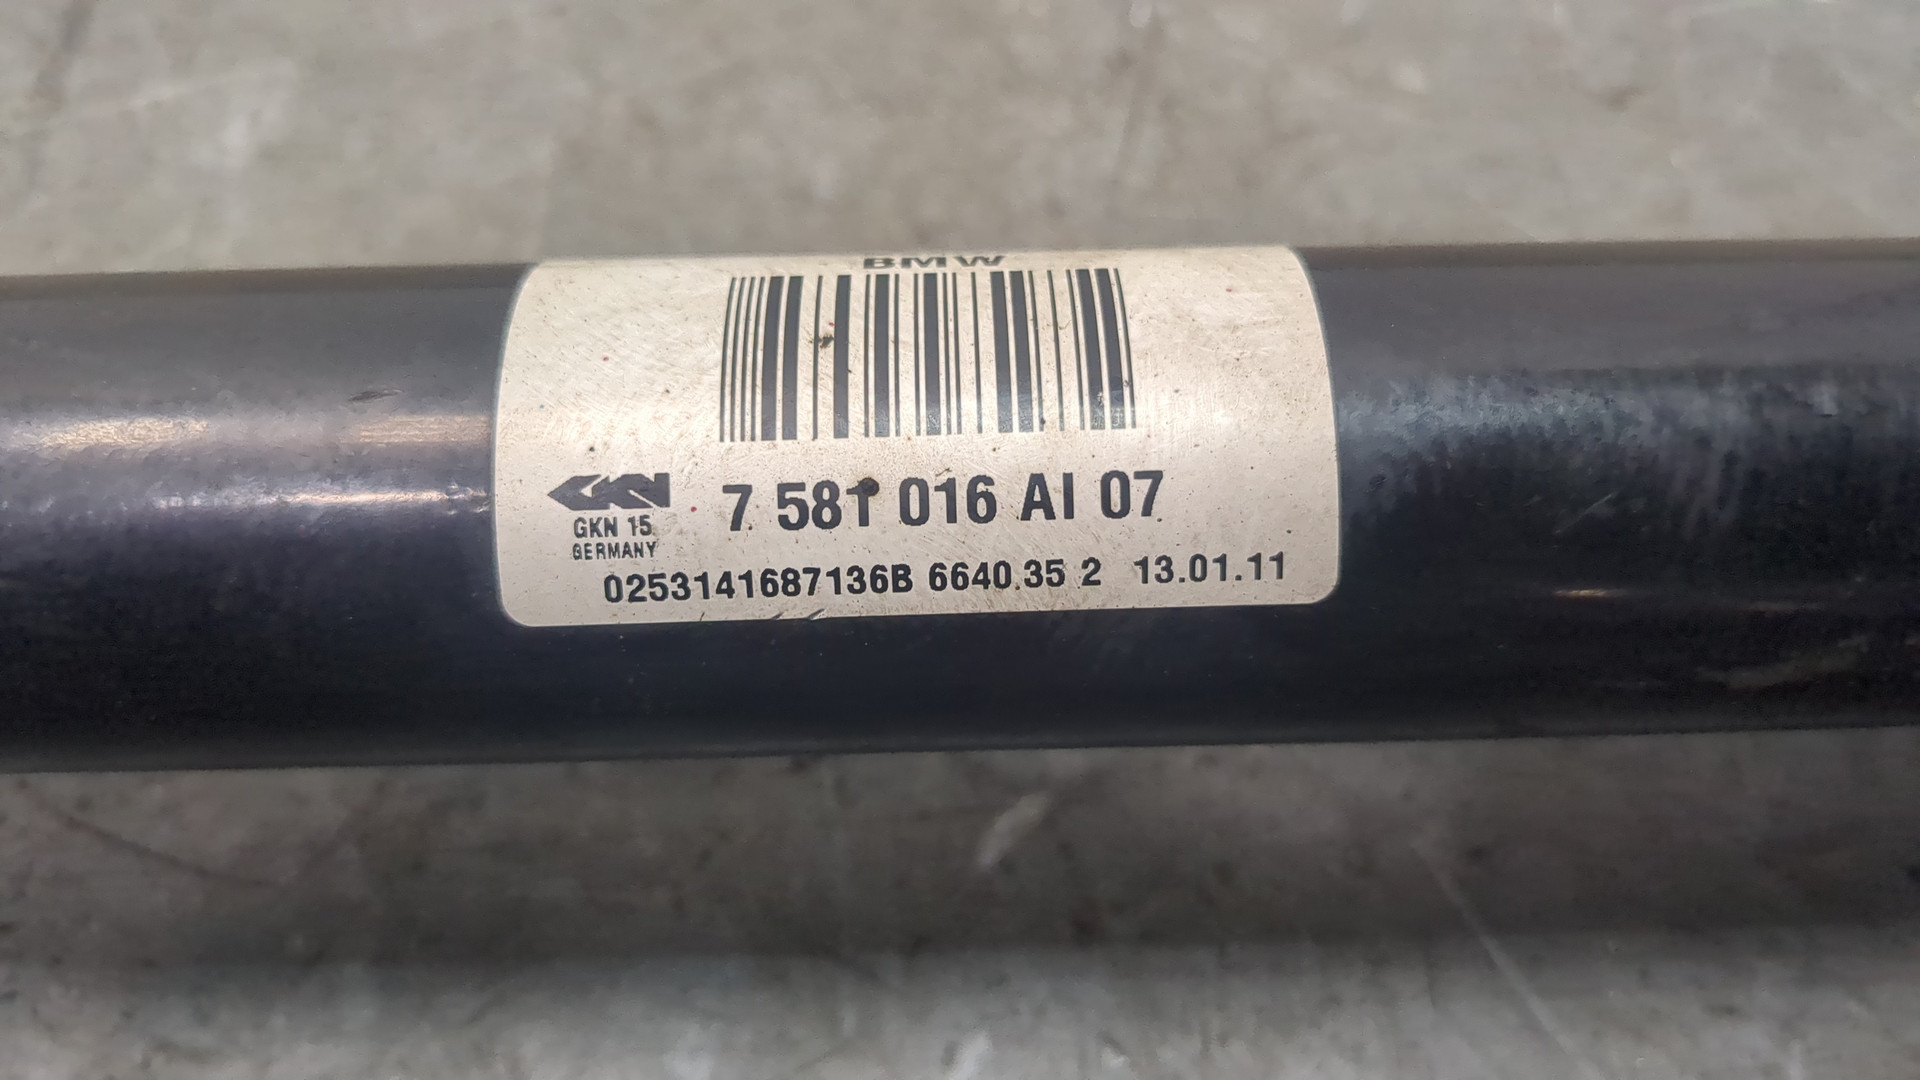 BMW
GKN
7 581 016 AI 07
GKN 15
GERMANY
0253141687136B 6640.35 2 13.01.11